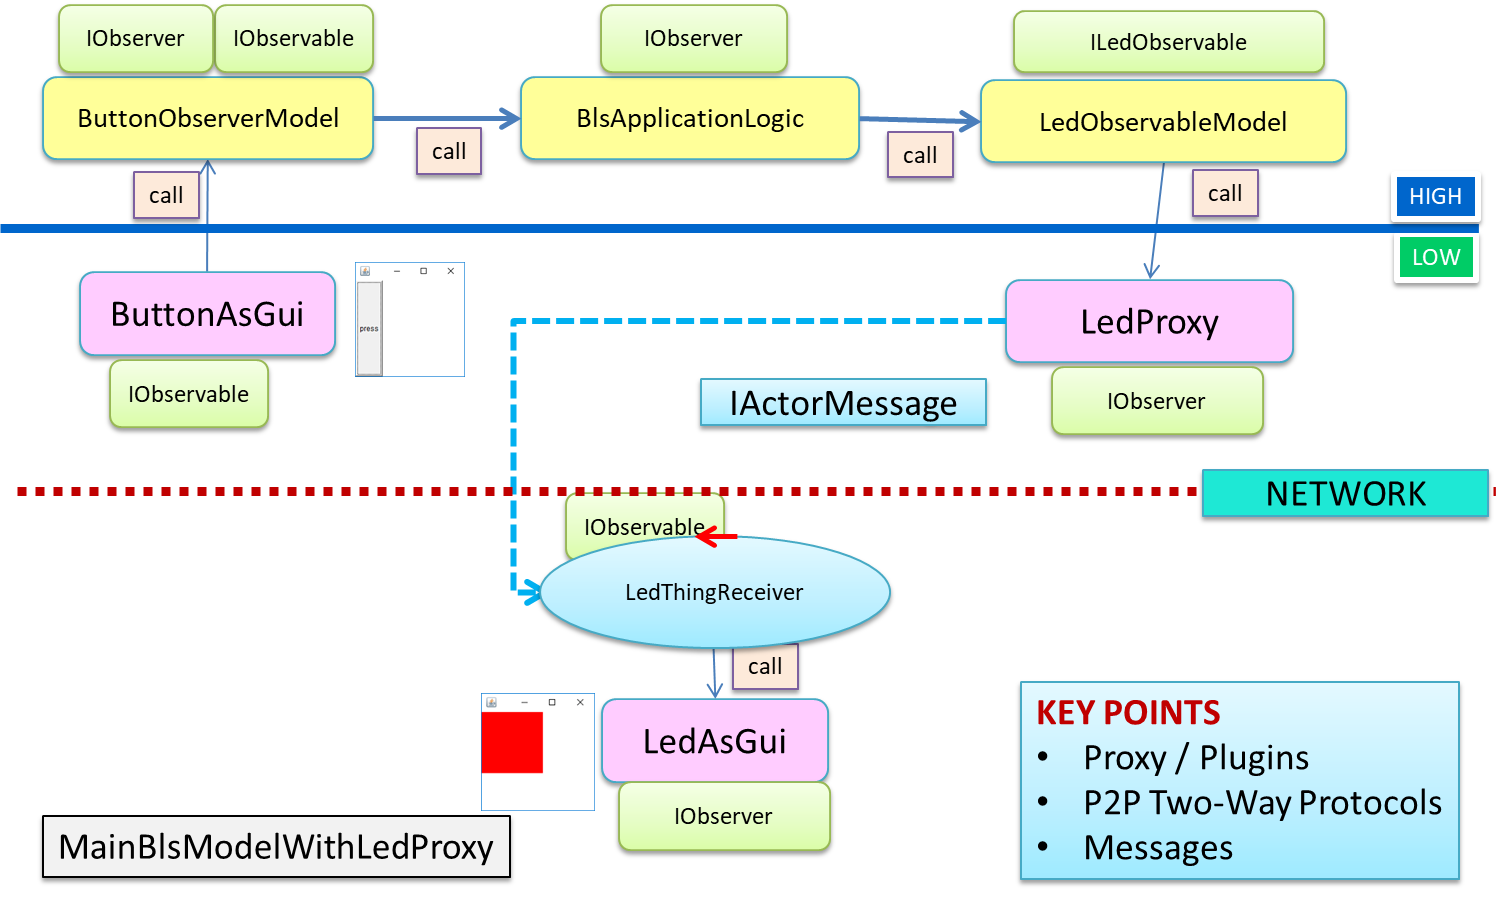 IObserver
IObservable
IObserver
ILedObservable
ButtonObserverModel
BlsApplicationLogic
LedObservableModel
call
call
call
call
HIGH
LOW
ButtonAsGui
press
LedProxy
IObservable
IActorMessage
IObserver
NETWORK
IObservable
LedThingReceiver
call
LedAsGui
IObserver
MainBlsModelWithLedProxy
KEY POINTS
• Proxy / Plugins
• P2P Two-Way Protocols
• Messages